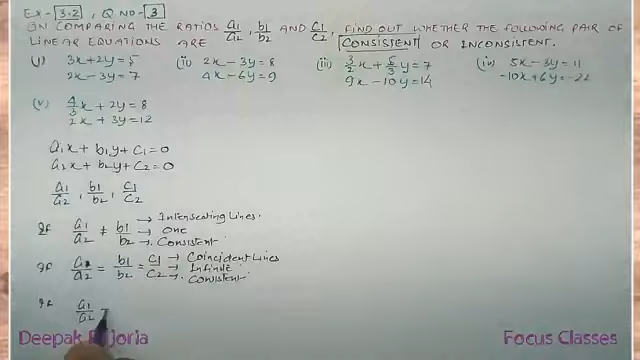 EX-3.2, Q NO-3
ON COMPARING THE RATIOS a1/a2, b1/b2 AND c1/c2, FIND OUT WHETHER THE FOLLOWING PAIR OF
LINEAR EQUATIONS ARE CONSISTENT OR INCONSISTENT.
(i) 3x+2y=5 (ii) 2x-3y=8 (iii) 3/2x+5/3y=7 (iv) 5x-3y=11
2x-3y=7 4x-6y=9 9x-10y=14 -10x+6y=-22
(v) 4/3x+2y=8
2x+3y=12
a1x+b1y+c1=0
a2x+b2y+c2=0
a1/a2, b1/b2, c1/c2
If a1/a2 ≠ b1/b2 → Interseating Lines.
→ One
→ Consistent
If a1/a2 = b1/b2 = c1/c2 → Coincident Lines
→ Infinite
→ Consistent
If a1/a2 =
Deepak
Focus Classes